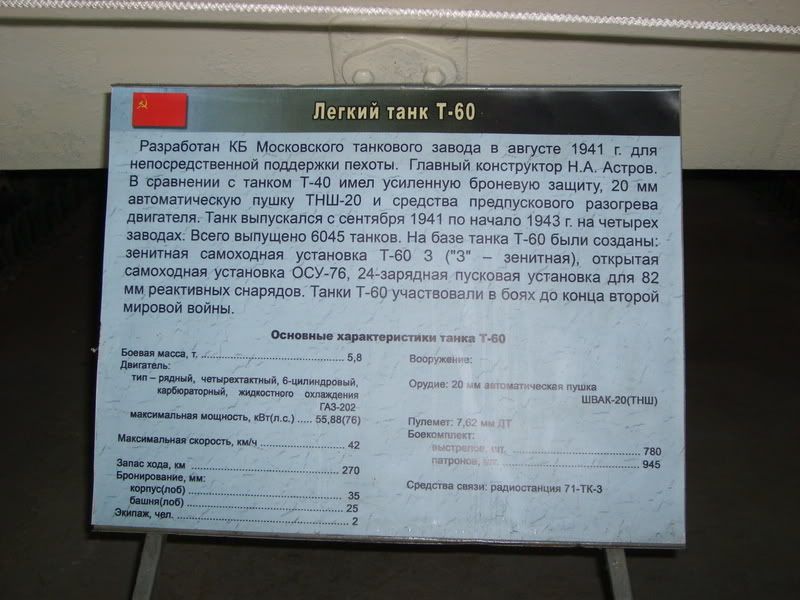 Легкий танк Т-60
Разработан КБ Московского танкового завода в августе 1941 г. для
непосредственной поддержки пехоты. Главный конструктор Н.А. Астров.
В сравнении с танком Т-40 имел усиленную броневую защиту, 20 мм
автоматическую пушку ТНШ-20 и средства предпускового разогрева
двигателя. Танк выпускался с сентября 1941 по начало 1943 г. на четырех
заводах. Всего выпущено 6045 танков. На базе танка Т-60 были созданы:
зенитная самоходная установка Т-60 З ("З" – зенитная), открытая
самоходная установка ОСУ-76, 24-зарядная пусковая установка для 82
мм реактивных снарядов. Танки Т-60 участвовали в боях до конца второй
мировой войны.
Основные характеристики танка Т-60
Боевая масса, т. .......................................... 5,8
Двигатель:
тип – рядный, четырехтактный, 6-цилиндровый,
карбюраторный, жидкостного охлаждения
ГАЗ-202
максимальная мощность, кВт(л.с.) ..... 55,88(76)
Максимальная скорость, км/ч .......................... 42
Запас хода, км .......................................... 270
Бронирование, мм:
корпус(лоб) .......................................... 35
башня(лоб) .......................................... 25
Экипаж, чел. .......................................... 2
Вооружение:
Орудие: 20 мм автоматическая пушка
ШВАК-20(ТНШ)
Пулемет: 7,62 мм ДТ
Боекомплект:
выстрелов, шт. .......................................... 780
патронов, шт. .......................................... 945
Средства связи: радиостанция 71-ТК-3